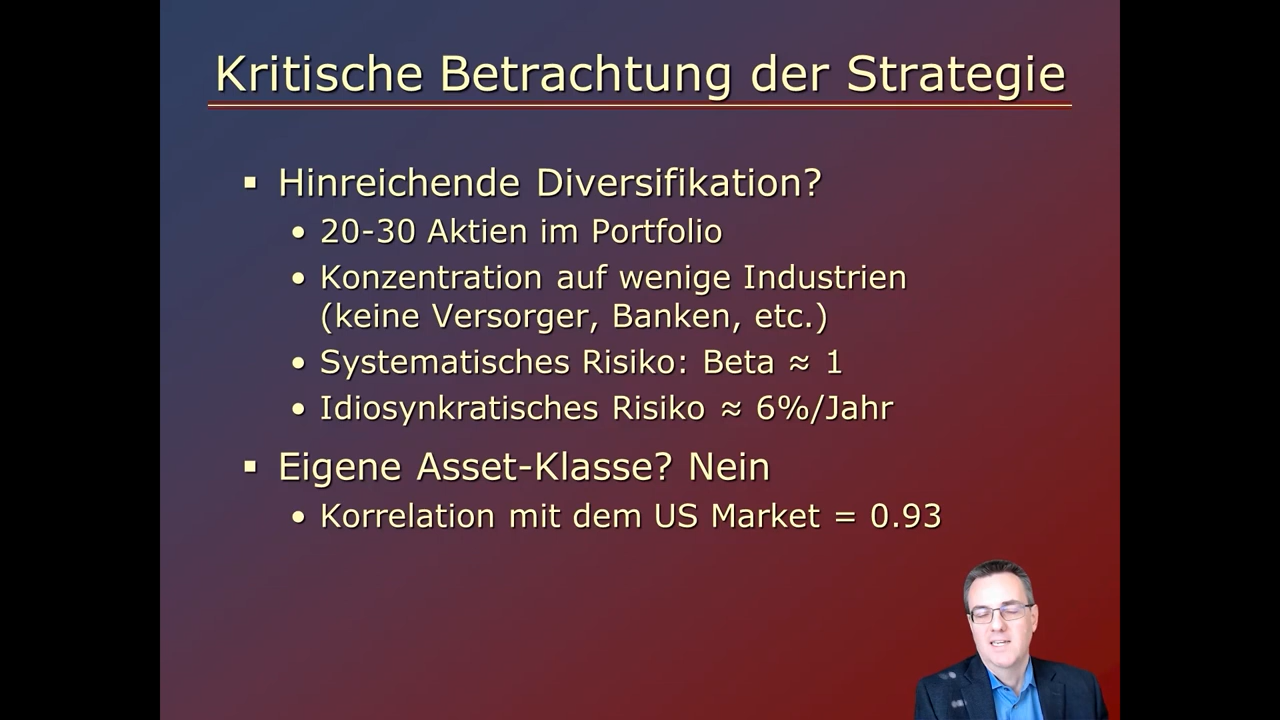 Kritische Betrachtung der Strategie
▪ Hinreichende Diversifikation?
• 20-30 Aktien im Portfolio
• Konzentration auf wenige Industrien
(keine Versorger, Banken, etc.)
• Systematisches Risiko: Beta ≈ 1
• Idiosynkratisches Risiko ≈ 6%/Jahr
▪ Eigene Asset-Klasse? Nein
• Korrelation mit dem US Market = 0.93